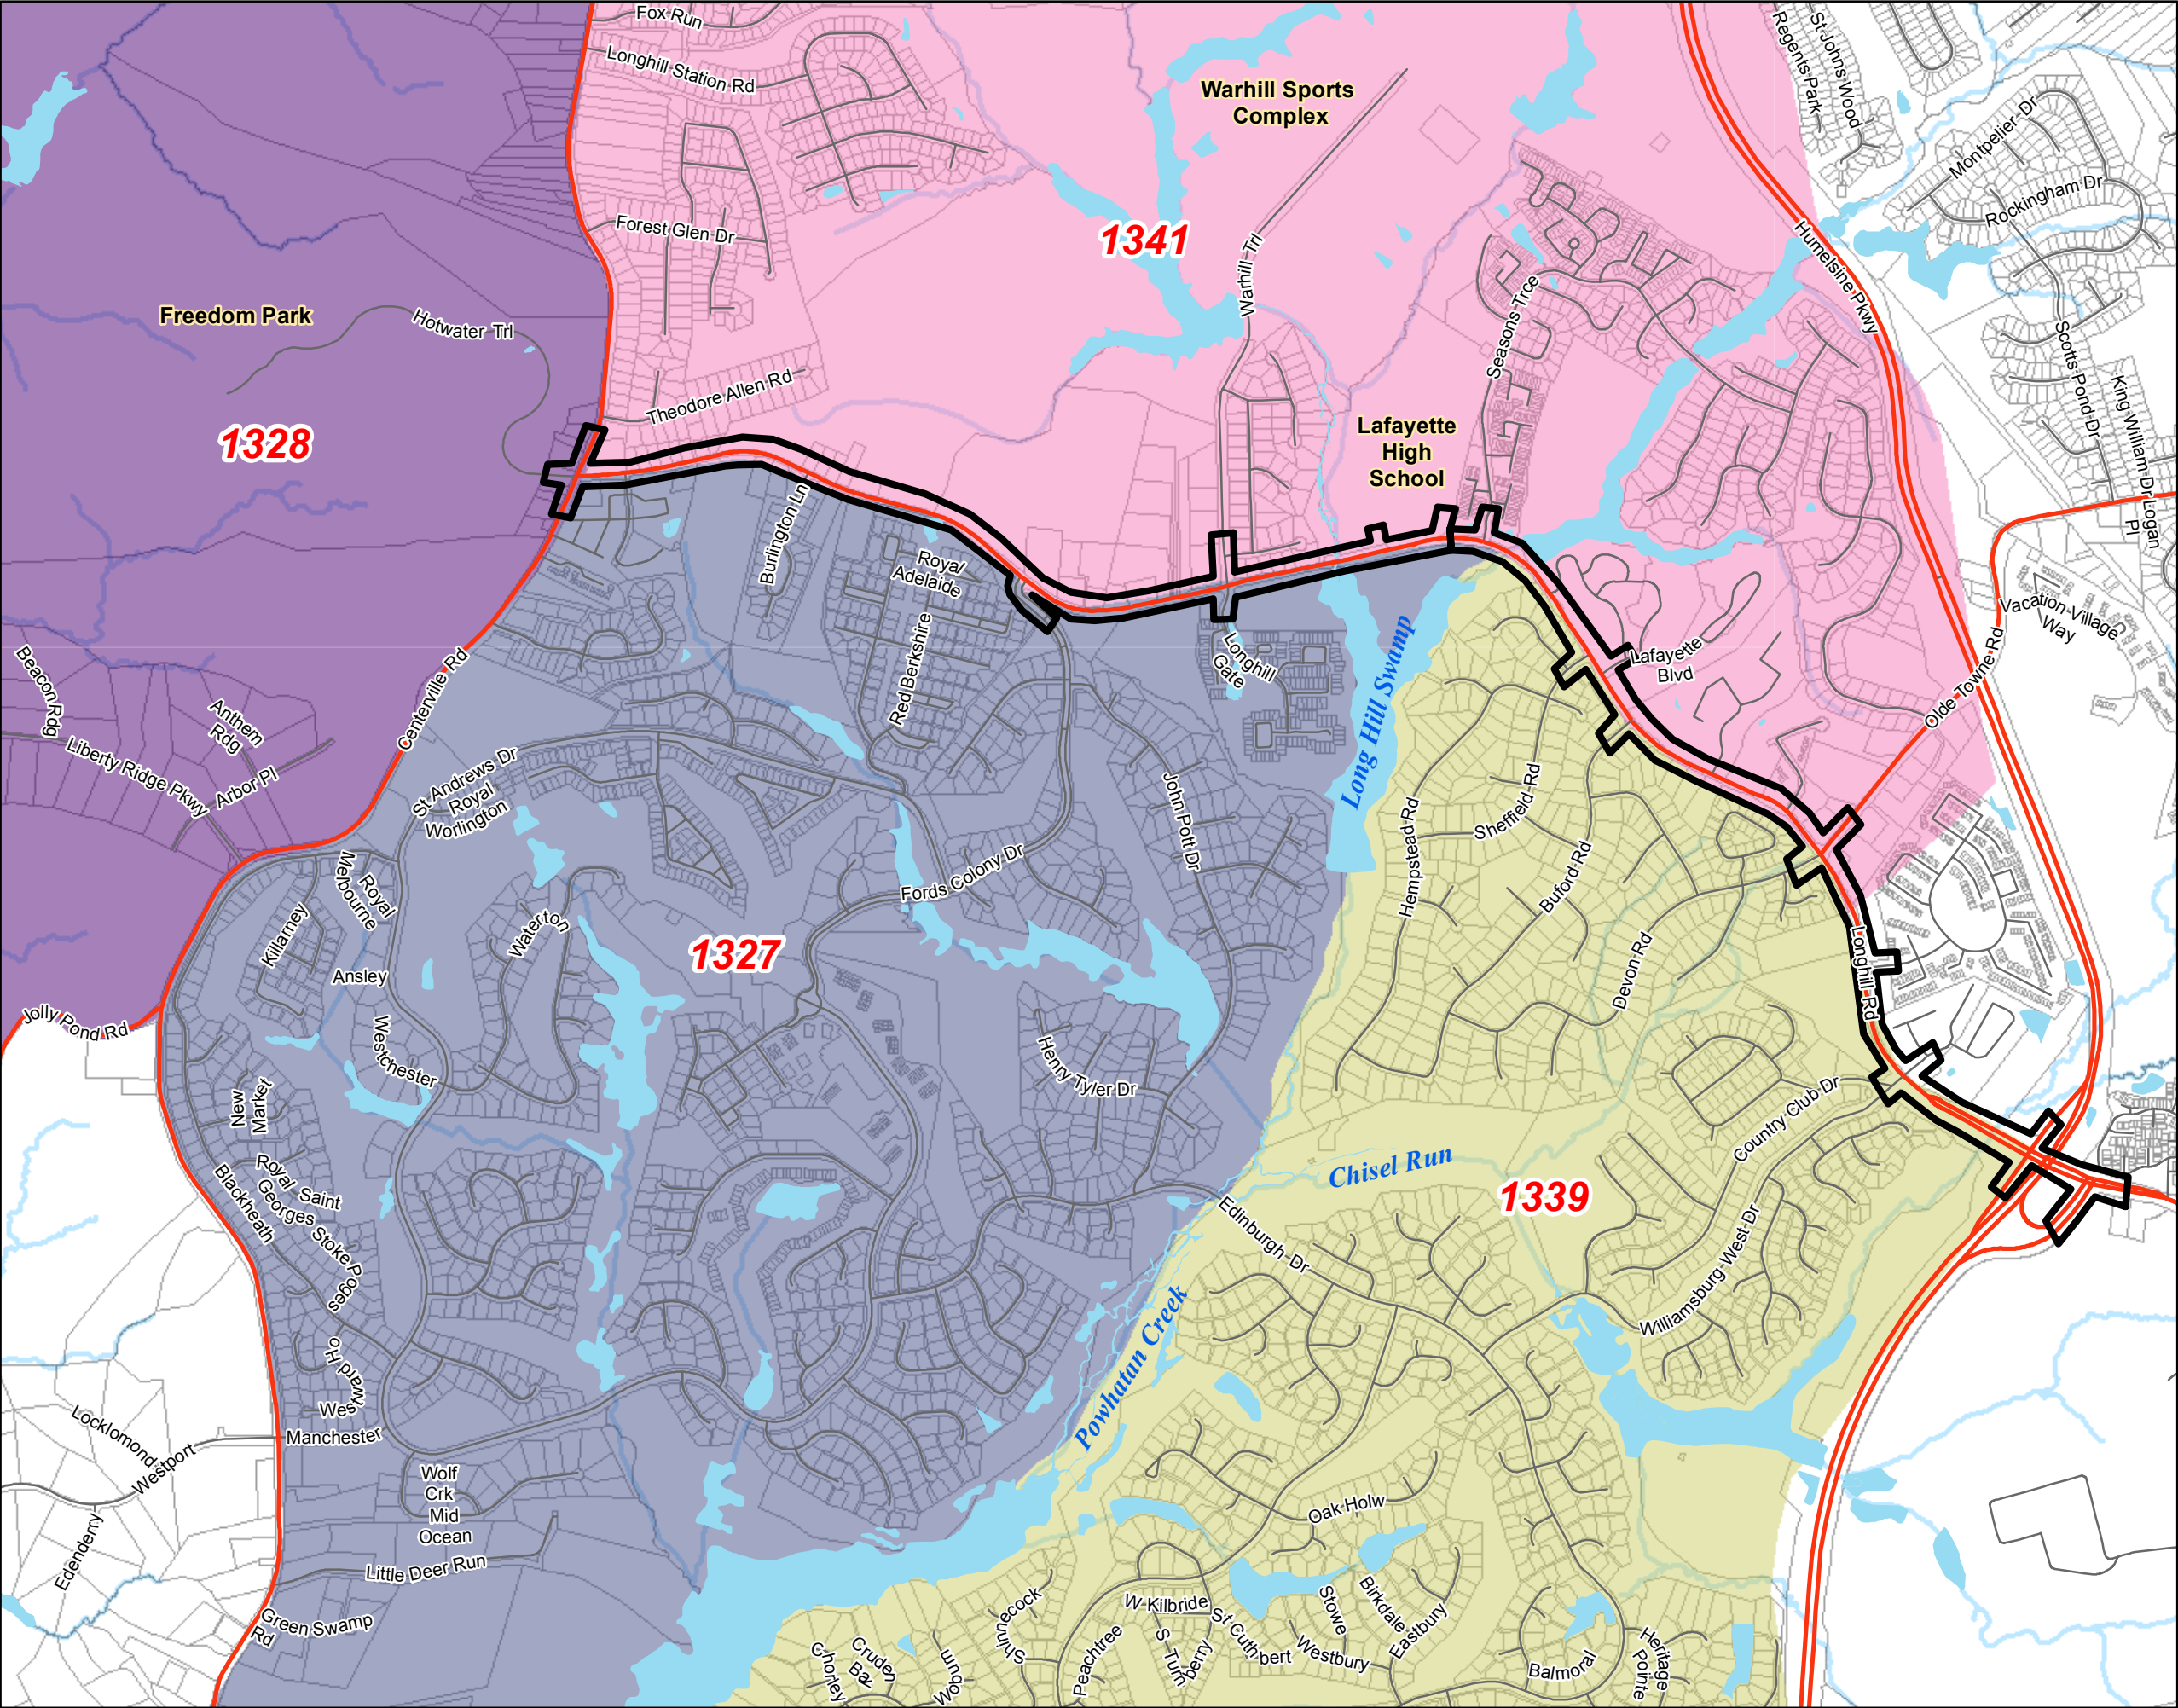 Fox Run
Longhill Station Rd
Warhill Sports
Complex
Regents Park
St Johns Wood
Montpelier Dr
Rockingham Dr
Forest Glen Dr
1341
Warhill Trl
Humelsine Pkwy
Freedom Park
Hotwater Trl
Seasons Trce
Scotts Pond Dr
King William Dr
Logan
Pl
Theodore Allen Rd
1328
Lafayette
High
School
Burlington Ln
Royal
Adelaide
Red Berkshire
Longhill
Gate
Long Hill Swamp
Lafayette
Blvd
Vacation Village
Way
Olde Towne Rd
Beacon Rdg
Anthem
Rdg
Liberty Ridge Pkwy
Arbor Pl
Centerville Rd
St Andrews Dr
Royal
Worlington
John Pott Dr
Hempstead Rd
Sheffield Rd
Buford Rd
Fords Colony Dr
Royal
Melbourne
Killarney
Waterton
1327
Ansley
Devon Rd
Longhill Rd
Jolly Pond Rd
Westchester
Henry Tyler Dr
New
Market
Country Club Dr
Chisel Run
1339
Royal Saint
Georges
Stoke Poges
Blackheath
Edinburgh Dr
Williamsburg West Dr
Powhatan Creek
Howard
West
Manchester
Locklomond
Westport
Wolf
Crk
Mid
Ocean
Edenderry
Little Deer Run
Green Swamp
Rd
Oak Holw
Shinnecock
W Kilbride
St Cuthbert
Stowe
Birkdale
Eastbury
Westbury
Chorley
Cruden
Bay
Woburn
Peachtree
S Turnberry
Balmoral
Heritage
Pointe